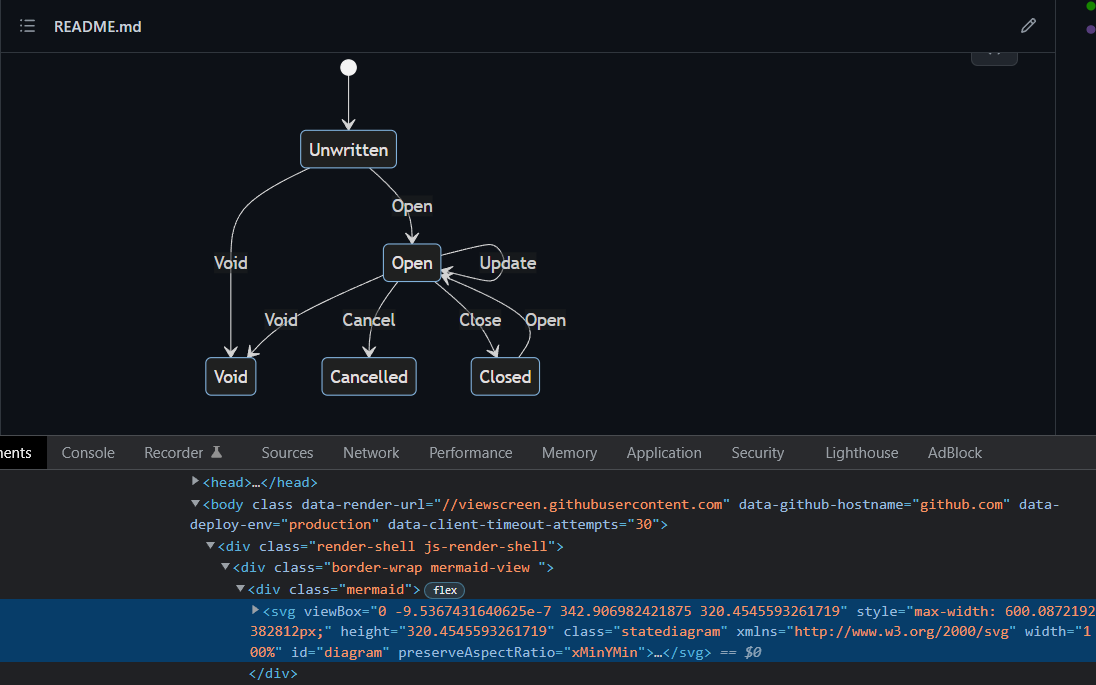 README.md
Unwritten
Open
Void
Open
Update
Void
Cancel
Close
Open
Void
Cancelled
Closed
ments
Console
Recorder
Sources
Network
Performance
Memory
Application
Security
Lighthouse
AdBlock
<head>…</head>
<body class data-render-url="//viewscreen.githubusercontent.com" data-github-hostname="github.com" data-
deploy-env="production" data-client-timeout-attempts="30">
<div class="render-shell js-render-shell">
<div class="border-wrap mermaid-view ">
<div class="mermaid"> flex
<svg viewBox="0 -9.5367431640625e-7 342.906982421875 320.4545593261719" style="max-width: 600.0872192
382812px;" height="320.4545593261719" class="statediagram" xmlns="http://www.w3.org/2000/svg" width="1
00%" id="diagram" preserveAspectRatio="xMinYMin">…</svg> == $0
</div>